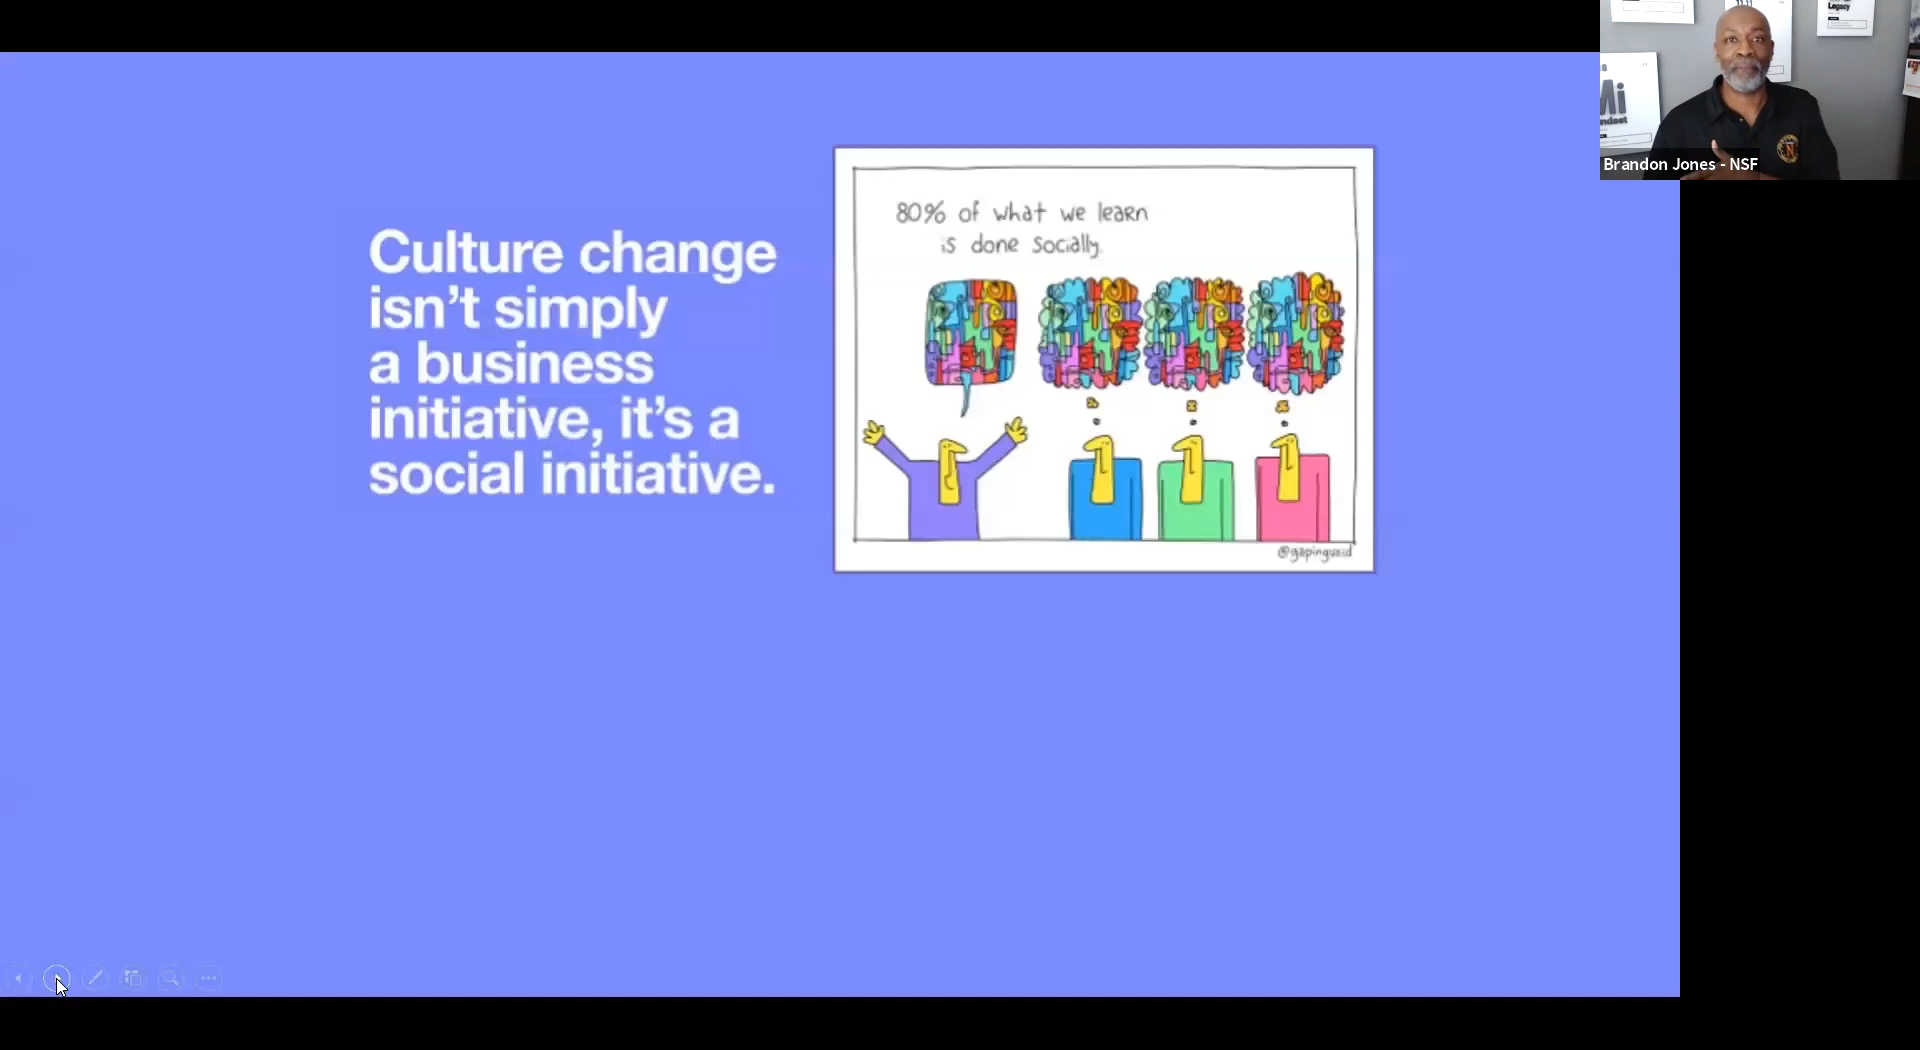 Culture change
isn’t simply
a business
initiative, it’s a
social initiative.
80% of what we learn
is done socially.
@gapingvoid
Legacy
Brandon Jones - NSF